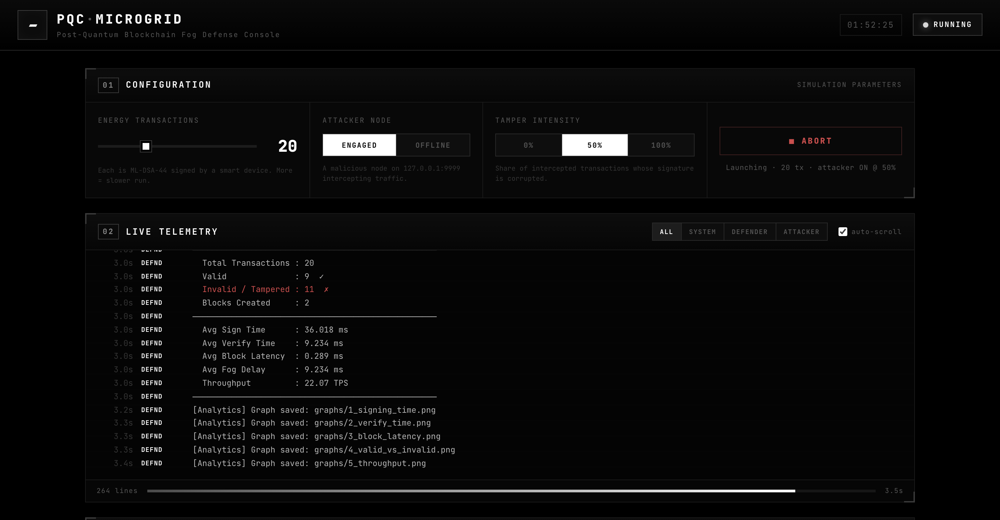 PQC·MICROGRID
Post-Quantum Blockchain Fog Defense Console
01:52:25
RUNNING
01 CONFIGURATION
SIMULATION PARAMETERS
ENERGY TRANSACTIONS
20
Each is ML-DSA-44 signed by a smart device. More
= slower run.
ATTACKER NODE
ENGAGED OFFLINE
A malicious node on 127.0.0.1:9999
intercepting traffic.
TAMPER INTENSITY
0% 50% 100%
Share of intercepted transactions whose signature
is corrupted.
■ ABORT
Launching · 20 tx · attacker ON @ 50%
02 LIVE TELEMETRY
ALL SYSTEM DEFENDER ATTACKER
auto-scroll
3.0s DEFND Total Transactions : 20
3.0s DEFND Valid : 9 ✓
3.0s DEFND Invalid / Tampered : 11 ✗
3.0s DEFND Blocks Created : 2
3.0s DEFND
3.0s DEFND Avg Sign Time : 36.018 ms
3.0s DEFND Avg Verify Time : 9.234 ms
3.0s DEFND Avg Block Latency : 0.289 ms
3.0s DEFND Avg Fog Delay : 9.234 ms
3.0s DEFND Throughput : 22.07 TPS
3.0s DEFND
3.2s DEFND [Analytics] Graph saved: graphs/1_signing_time.png
3.3s DEFND [Analytics] Graph saved: graphs/2_verify_time.png
3.3s DEFND [Analytics] Graph saved: graphs/3_block_latency.png
3.3s DEFND [Analytics] Graph saved: graphs/4_valid_vs_invalid.png
3.4s DEFND [Analytics] Graph saved: graphs/5_throughput.png
264 lines
3.5s